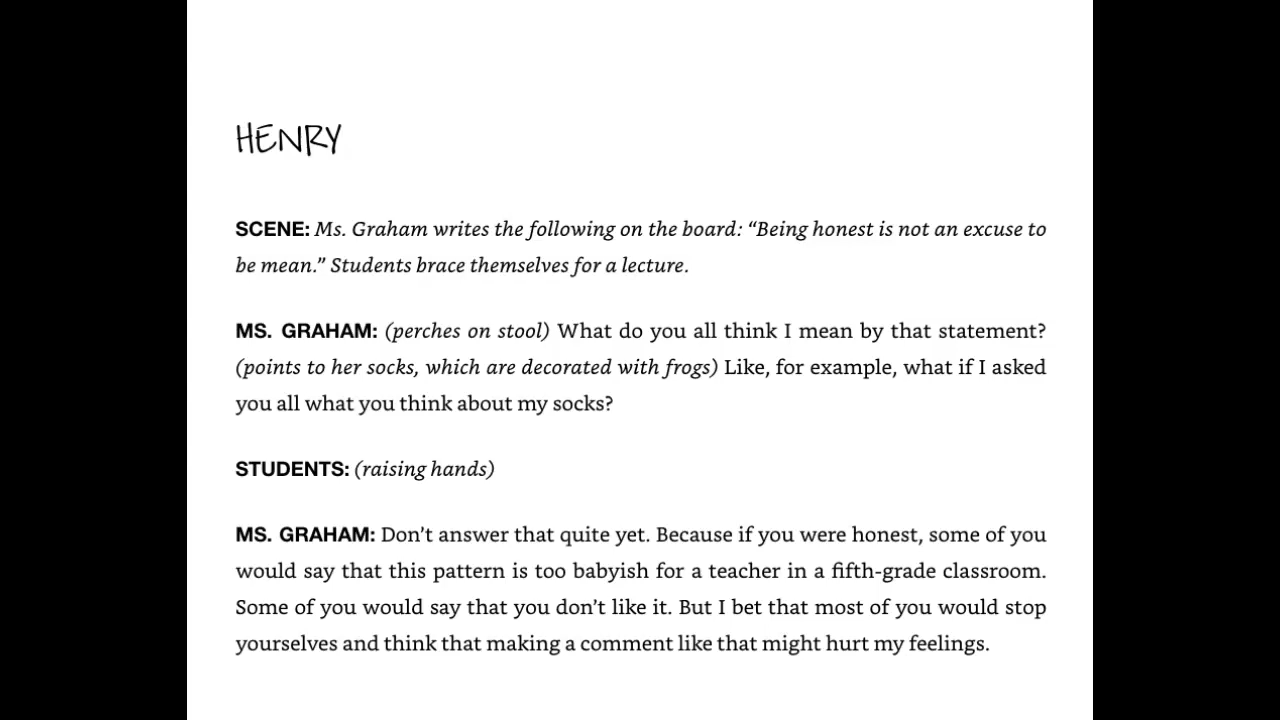 HENRY
SCENE: Ms. Graham writes the following on the board: “Being honest is not an excuse to
be mean.” Students brace themselves for a lecture.
MS. GRAHAM: (perches on stool) What do you all think I mean by that statement?
(points to her socks, which are decorated with frogs) Like, for example, what if I asked
you all what you think about my socks?
STUDENTS: (raising hands)
MS. GRAHAM: Don’t answer that quite yet. Because if you were honest, some of you
would say that this pattern is too babyish for a teacher in a fifth-grade classroom.
Some of you would say that you don’t like it. But I bet that most of you would stop
yourselves and think that making a comment like that might hurt my feelings.